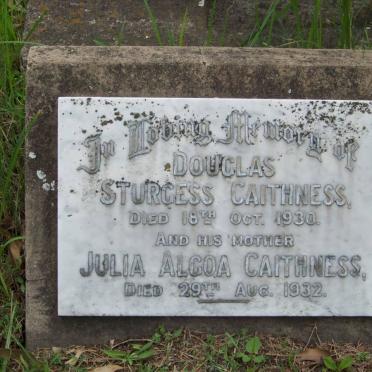 In Loving Memory of
DOUGLAS
STURGESS CAITHNESS,
DIED 18TH OCT. 1930.
AND HIS MOTHER
JULIA ALGOA CAITHNESS,
DIED 29TH AUG. 1932.